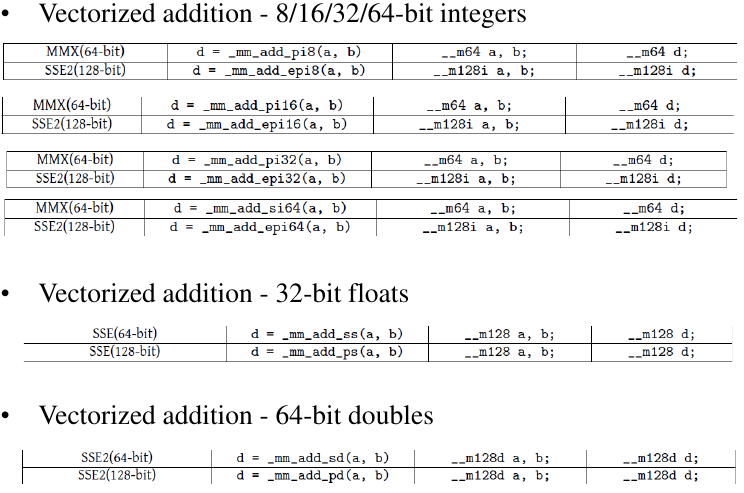 • Vectorized addition - 8/16/32/64-bit integers
MMX(64-bit) d = _mm_add_pi8(a, b) __m64 a, b; __m64 d;
SSE2(128-bit) d = _mm_add_epi8(a, b) __m128i a, b; __m128i d;
MMX(64-bit) d = _mm_add_pi16(a, b) __m64 a, b; __m64 d;
SSE2(128-bit) d = _mm_add_epi16(a, b) __m128i a, b; __m128i d;
MMX(64-bit) d = _mm_add_pi32(a, b) __m64 a, b; __m64 d;
SSE2(128-bit) d = _mm_add_epi32(a, b) __m128i a, b; __m128i d;
MMX(64-bit) d = _mm_add_si64(a, b) __m64 a, b; __m64 d;
SSE2(128-bit) d = _mm_add_epi64(a, b) __m128i a, b; __m128i d;
• Vectorized addition - 32-bit floats
SSE(64-bit) d = _mm_add_ss(a, b) __m128 a, b; __m128 d;
SSE(128-bit) d = _mm_add_ps(a, b) __m128 a, b; __m128 d;
• Vectorized addition - 64-bit doubles
SSE2(64-bit) d = _mm_add_sd(a, b) __m128d a, b; __m128d d;
SSE2(128-bit) d = _mm_add_pd(a, b) __m128d a, b; __m128d d;